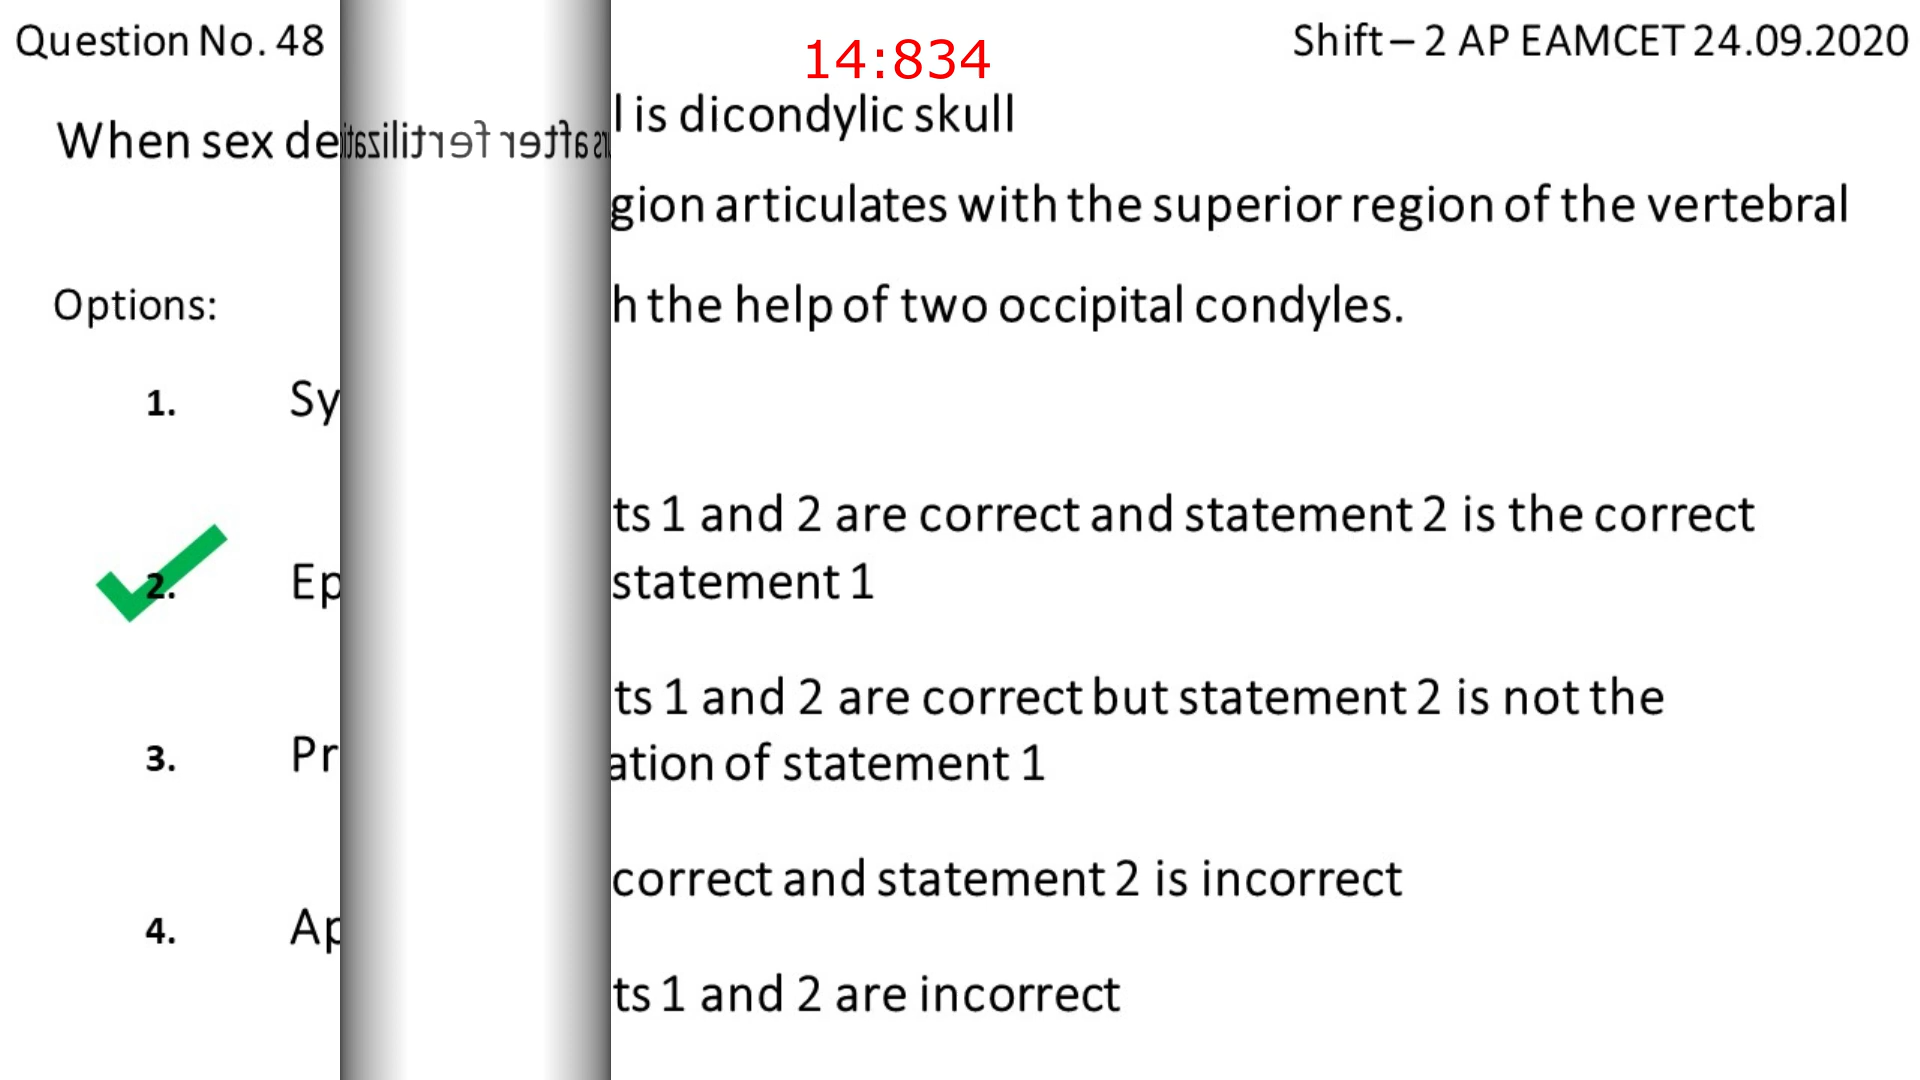 Question No. 48
14:834
Shift – 2 AP EAMCET 24.09.2020
When sex de
after fertiliza
l is dicondylic skull
gion articulates with the superior region of the vertebral
Options:
h the help of two occipital condyles.
1. Sy
ts 1 and 2 are correct and statement 2 is the correct
2. Ep
statement 1
ts 1 and 2 are correct but statement 2 is not the
3. Pr
ation of statement 1
correct and statement 2 is incorrect
4. Ap
ts 1 and 2 are incorrect